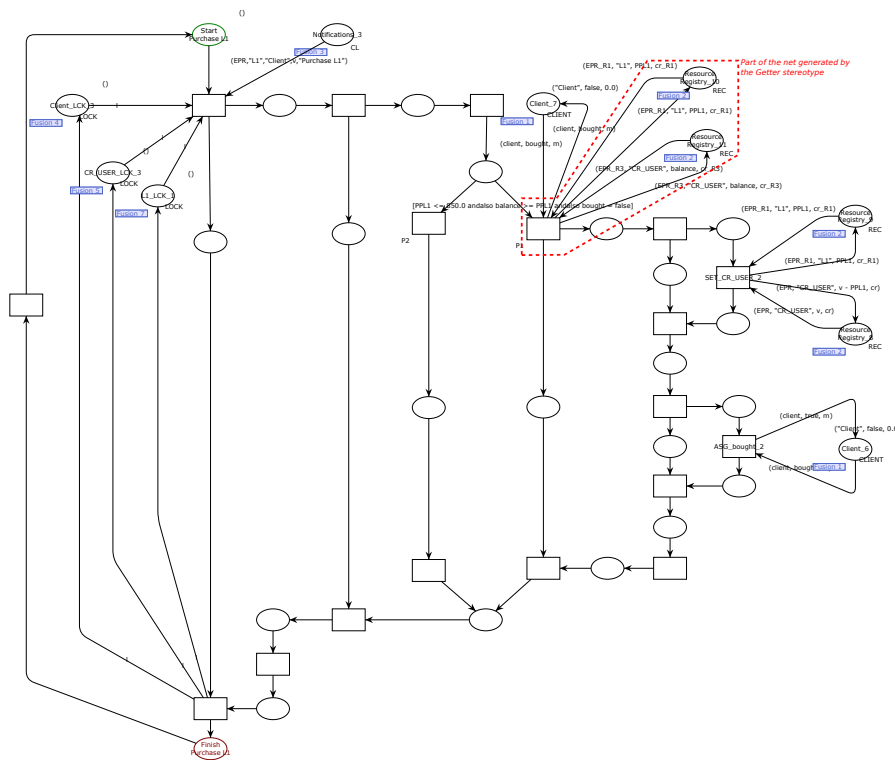 ()
Start
Purchase L1
Notifications_3
Fusion 3
CL
(EPR,"L1","Client",v,"Purchase L1")
Part of the net generated by
the Getter stereotype
(EPR_R1, "L1", PPL1, cr_R1)
Resource
Registry_10
REC
Fusion 2
("Client", false, 0.0)
()
Client_LCK_3
LOCK
Fusion 4
Client_7
CLIENT
Fusion 1
(EPR_R1, "L1", PPL1, cr_R1)
(client, bought, m)
(client, bought, m)
Resource
Registry_11
REC
Fusion 2
()
CR_USER_LCK_3
LOCK
Fusion 5
()
L1_LCK_1
LOCK
Fusion 7
(EPR_R3, "CR_USER", balance, cr_R3)
(EPR_R3, "CR_USER", balance, cr_R3)
[PPL1 <= 850.0 andalso balance >= PPL1 andalso bought = false]
P2
P1
(EPR_R1, "L1", PPL1, cr_R1)
Resource
Registry_9
REC
Fusion 2
(EPR_R1, "L1", PPL1, cr_R1)
SET_CR_USER_2
(EPR, "CR_USER", v - PPL1, cr)
(EPR, "CR_USER", v, cr)
Resource
Registry_8
REC
Fusion 2
(client, true, m)
("Client", false, 0.0
ASG_bought_2
Client_6
CLIENT
(client, boug
Fusion 1
Finish
Purchase L1